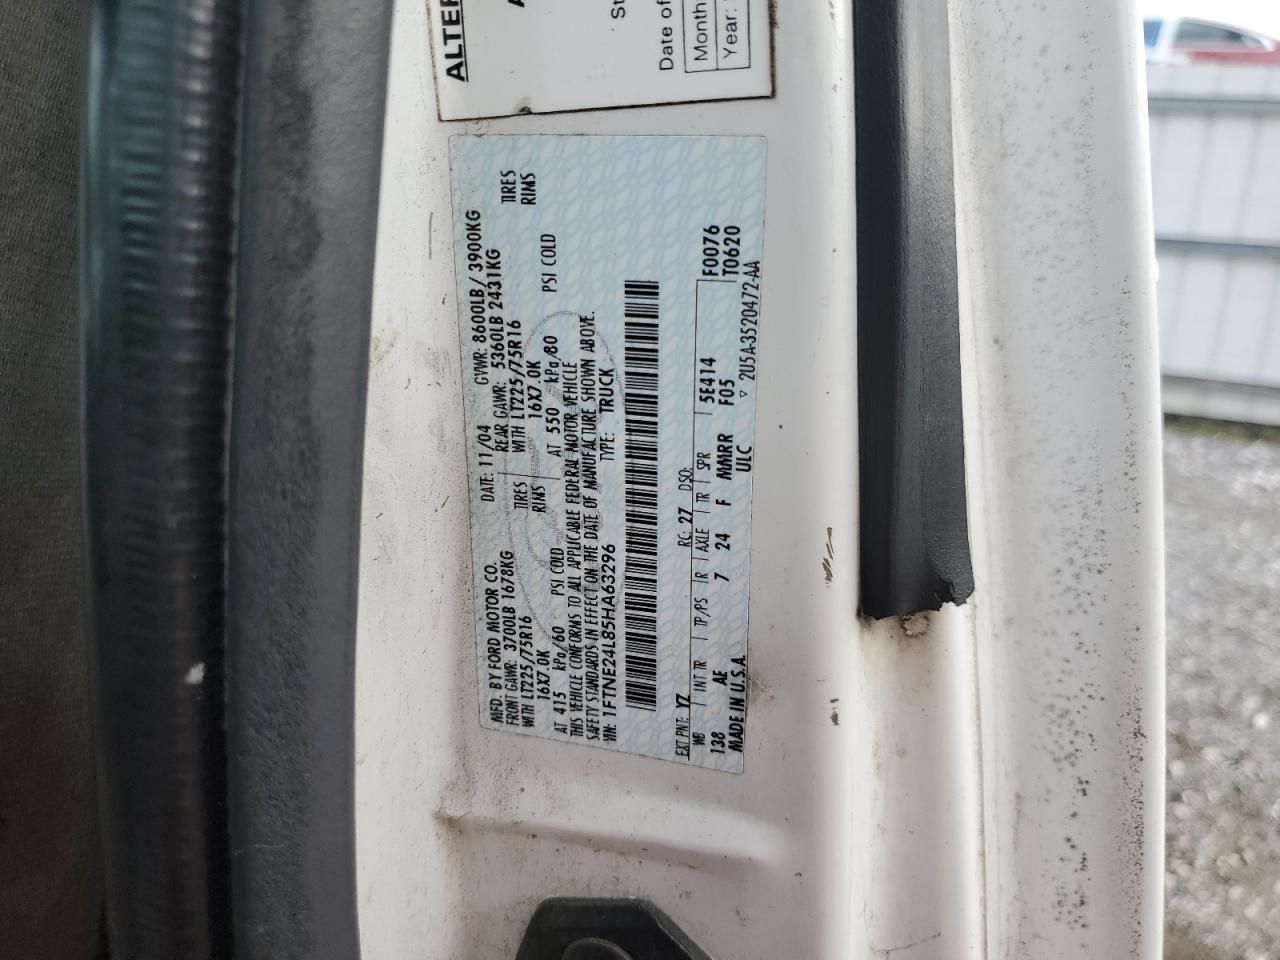 ALTER
Date of
Month
Year:
MFD. BY FORD MOTOR CO.
DATE: 11/04 GVWR: 8600LB/ 3900KG
FRONT GAWR: 3700LB 1678KG REAR GAWR: 5360LB 2431KG
WITH LT225/75R16 TIRES WITH LT225/75R16 TIRES
16X7.0K RIMS 16X7.0K RIMS
AT 415 kPa/60 PSI COLD AT 550 kPa/80 PSI COLD
THIS VEHICLE CONFORMS TO ALL APPLICABLE FEDERAL MOTOR VEHICLE
SAFETY STANDARDS IN EFFECT ON THE DATE OF MANUFACTURE SHOWN ABOVE.
VIN: 1FTNE24L85HA63296 TYPE: TRUCK
EXT PNT: YZ RC: 27 DSO:
WB INT TR TP/PS R AXLE TR SPR 5E414 F0076
138 AE 7 24 F MMRR F05 T0620
MADE IN U.S.A. ULC ▽ 2U5A-3520472-AA